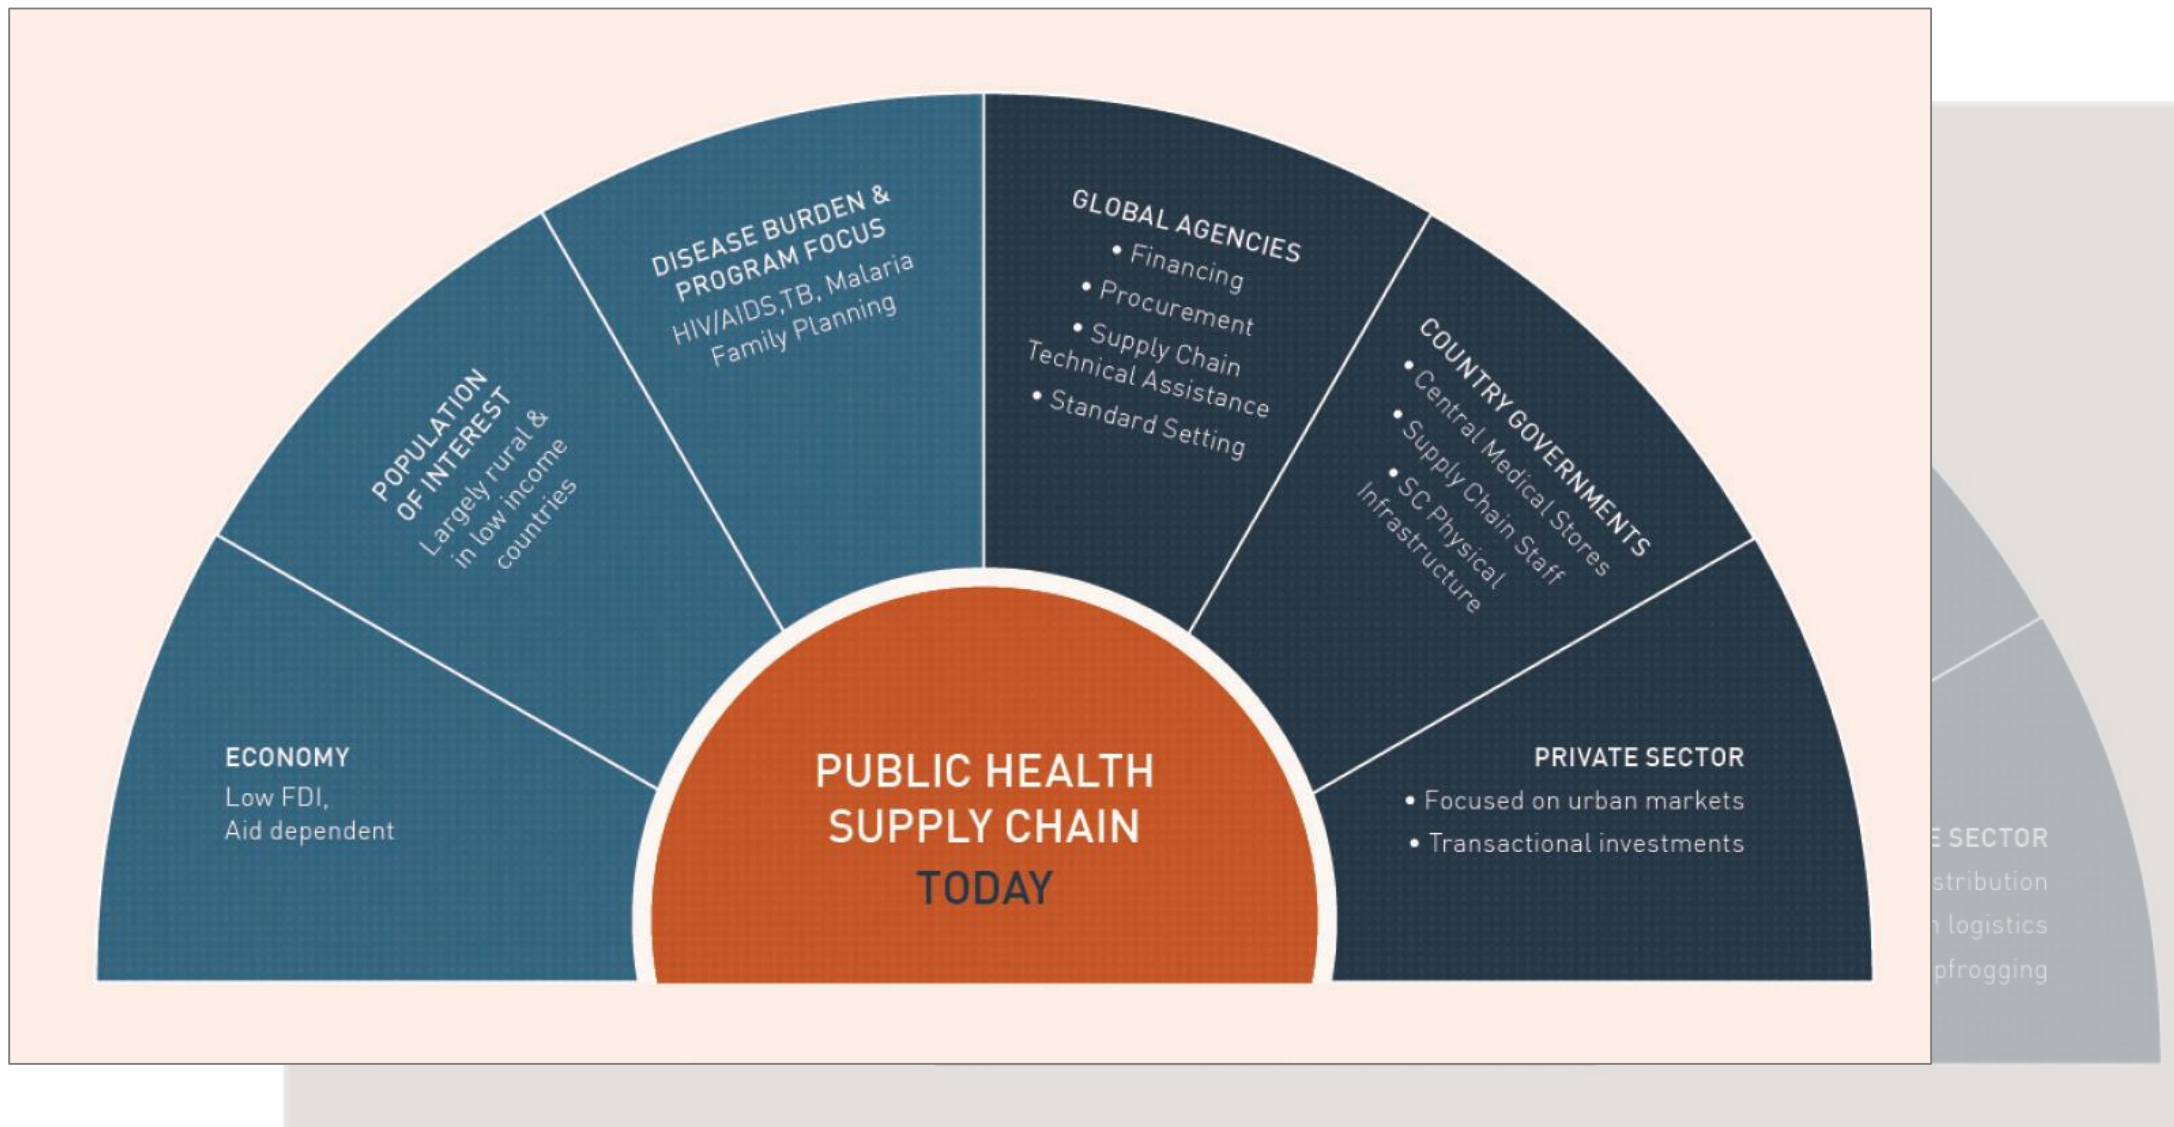 DISEASE BURDEN &
PROGRAM FOCUS
HIV/AIDS,TB, Malaria
Family Planning
GLOBAL AGENCIES
• Financing
• Procurement
• Supply Chain
Technical Assistance
• Standard Setting
POPULATION
OF INTEREST
Largely rural &
in low income
countries
COUNTRY GOVERNMENTS
• Central Medical Stores
• Supply Chain Staff
• SC Physical
Infrastructure
ECONOMY
Low FDI,
Aid dependent
PUBLIC HEALTH
SUPPLY CHAIN
TODAY
PRIVATE SECTOR
• Focused on urban markets
• Transactional investments
SECTOR
logistics